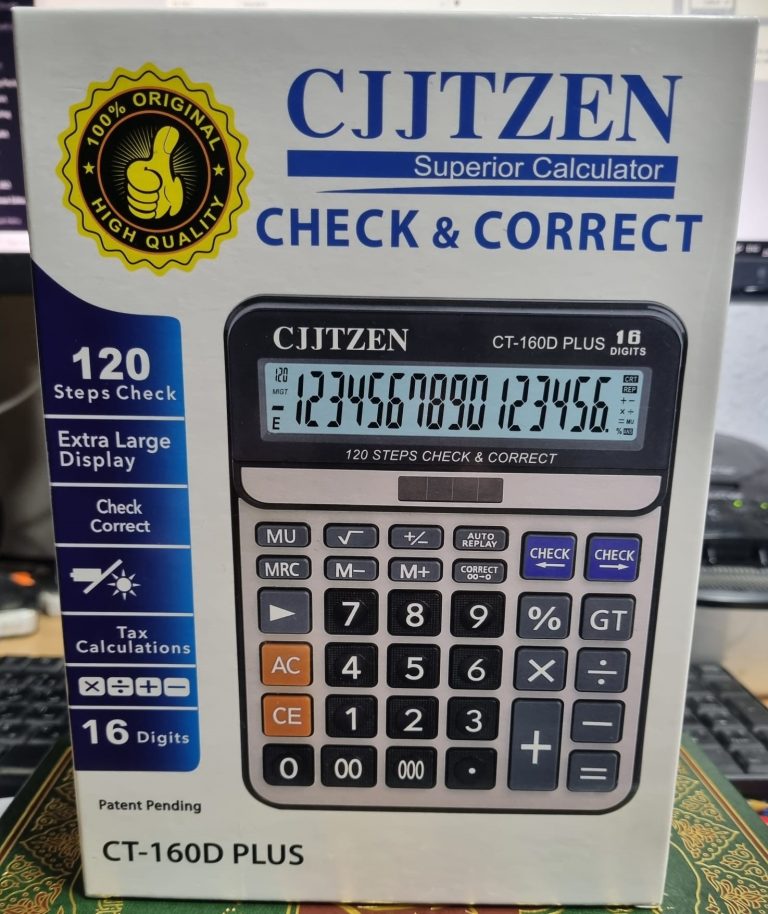 100% ORIGINAL
HIGH QUALITY
CJJTZEN
Superior Calculator
CHECK & CORRECT
120
Steps Check
Extra Large
Display
Check
Correct
Tax
Calculations
× ÷ + −
16 Digits
Patent Pending
CT-160D PLUS
CJJTZEN
CT-160D PLUS 16
DIGITS
120
E
1234567890123456.
120 STEPS CHECK & CORRECT
MU √ +/− AUTO REPLAY CHECK ← CHECK →
MRC M− M+ CORRECT 00→0
► 7 8 9 % GT
AC 4 5 6 × ÷
CE 1 2 3 + −
0 00 000 · =